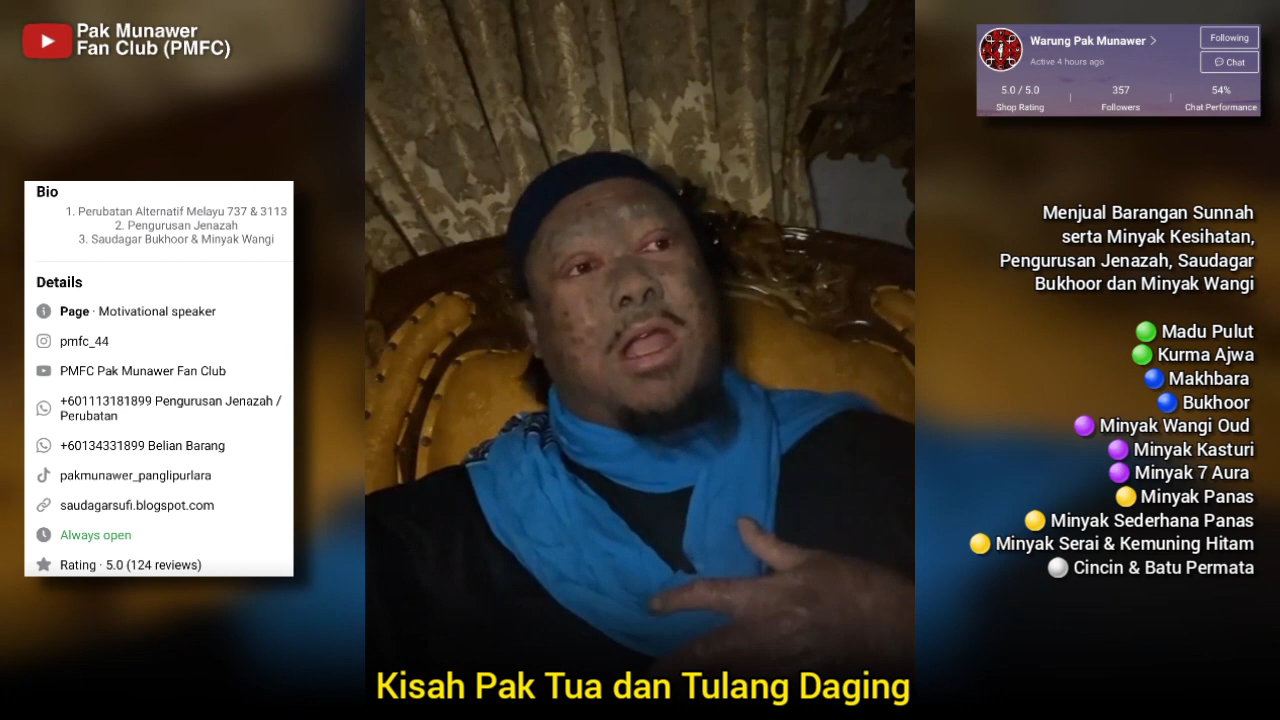 Pak Munawer
Fan Club (PMFC)
Bio
1. Perubatan Alternatif Melayu 737 & 3113
2. Pengurusan Jenazah
3. Saudagar Bukhoor & Minyak Wangi
Details
Page · Motivational speaker
pmfc_44
PMFC Pak Munawer Fan Club
+601113181899 Pengurusan Jenazah /
Perubatan
+60134331899 Belian Barang
pakmunawer_panglipurlara
saudagarsufi.blogspot.com
Always open
Rating · 5.0 (124 reviews)
Kisah Pak Tua dan Tulang Daging
Warung Pak Munawer
Following
Active 4 hours ago
Chat
5.0 / 5.0 357 54%
Shop Rating Followers Chat Performance
Menjual Barangan Sunnah
serta Minyak Kesihatan,
Pengurusan Jenazah, Saudagar
Bukhoor dan Minyak Wangi
Madu Pulut
Kurma Ajwa
Makhbara
Bukhoor
Minyak Wangi Oud
Minyak Kasturi
Minyak 7 Aura
Minyak Panas
Minyak Sederhana Panas
Minyak Serai & Kemuning Hitam
Cincin & Batu Permata